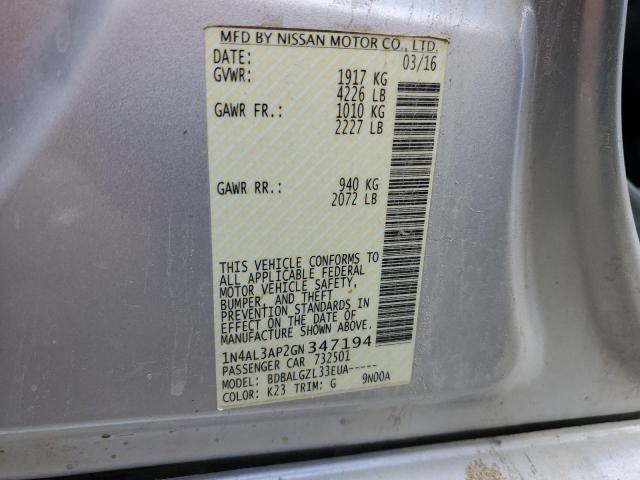 MFD BY NISSAN MOTOR CO., LTD.
DATE: 03/16
GVWR: 1917 KG
4226 LB
GAWR FR.: 1010 KG
2227 LB
GAWR RR.: 940 KG
2072 LB
THIS VEHICLE CONFORMS TO
ALL APPLICABLE FEDERAL
MOTOR VEHICLE SAFETY,
BUMPER, AND THEFT
PREVENTION STANDARDS IN
EFFECT ON THE DATE OF
MANUFACTURE SHOWN ABOVE.
1N4AL3AP2GN347194
PASSENGER CAR 732501
MODEL: BDBALGZL33EUA-----
COLOR: K23 TRIM: G 9N00A